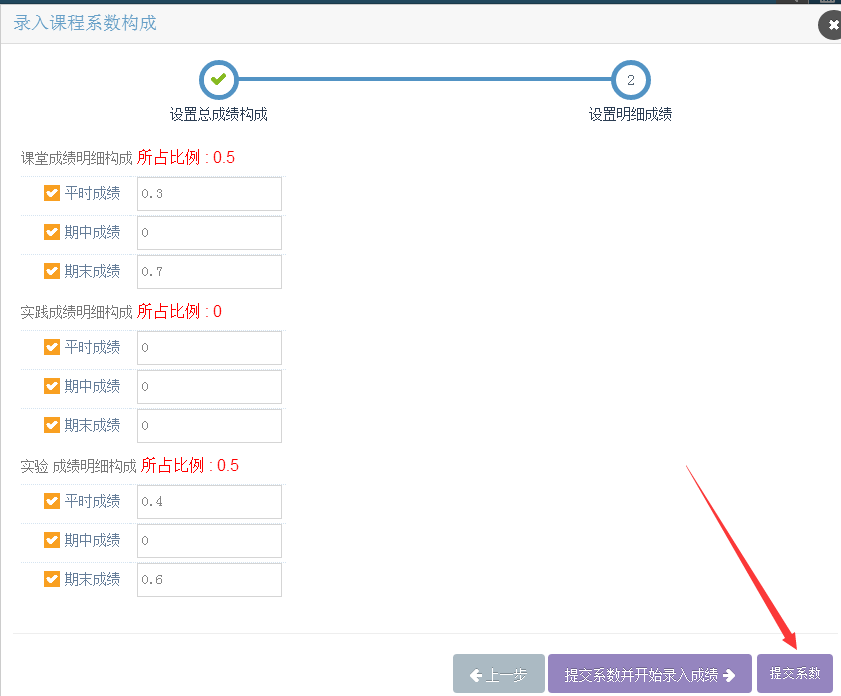 录入课程系数构成
2
设置总成绩构成 设置明细成绩
课堂成绩明细构成 所占比例 : 0.5
平时成绩 0.3
期中成绩 0
期末成绩 0.7
实践成绩明细构成 所占比例 : 0
平时成绩 0
期中成绩 0
期末成绩 0
实验 成绩明细构成 所占比例 : 0.5
平时成绩 0.4
期中成绩 0
期末成绩 0.6
上一步 提交系数并开始录入成绩 提交系数